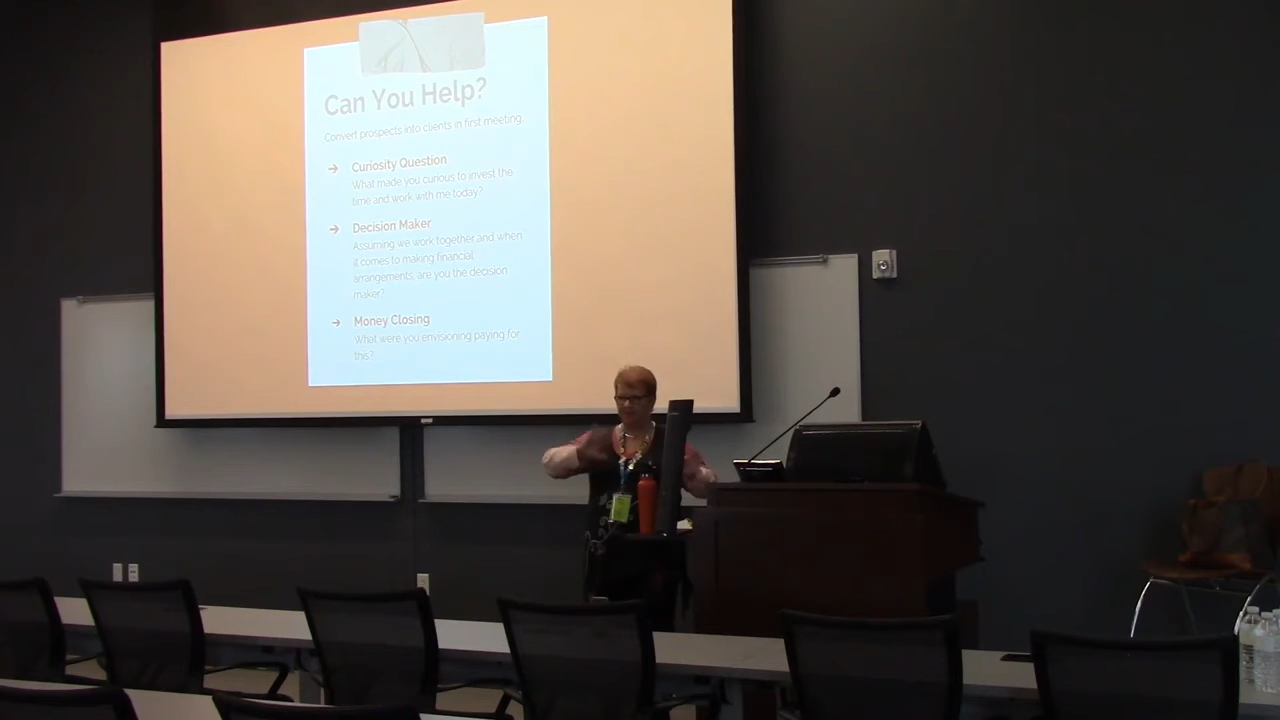 Can You Help?
Convert prospects into clients in first meeting.
➔ Curiosity Question
What made you curious to invest the
time and work with me today?
➔ Decision Maker
Assuming we work together and when
it comes to making financial
arrangements, are you the decision
maker?
➔ Money Closing
What were you envisioning paying for
this?